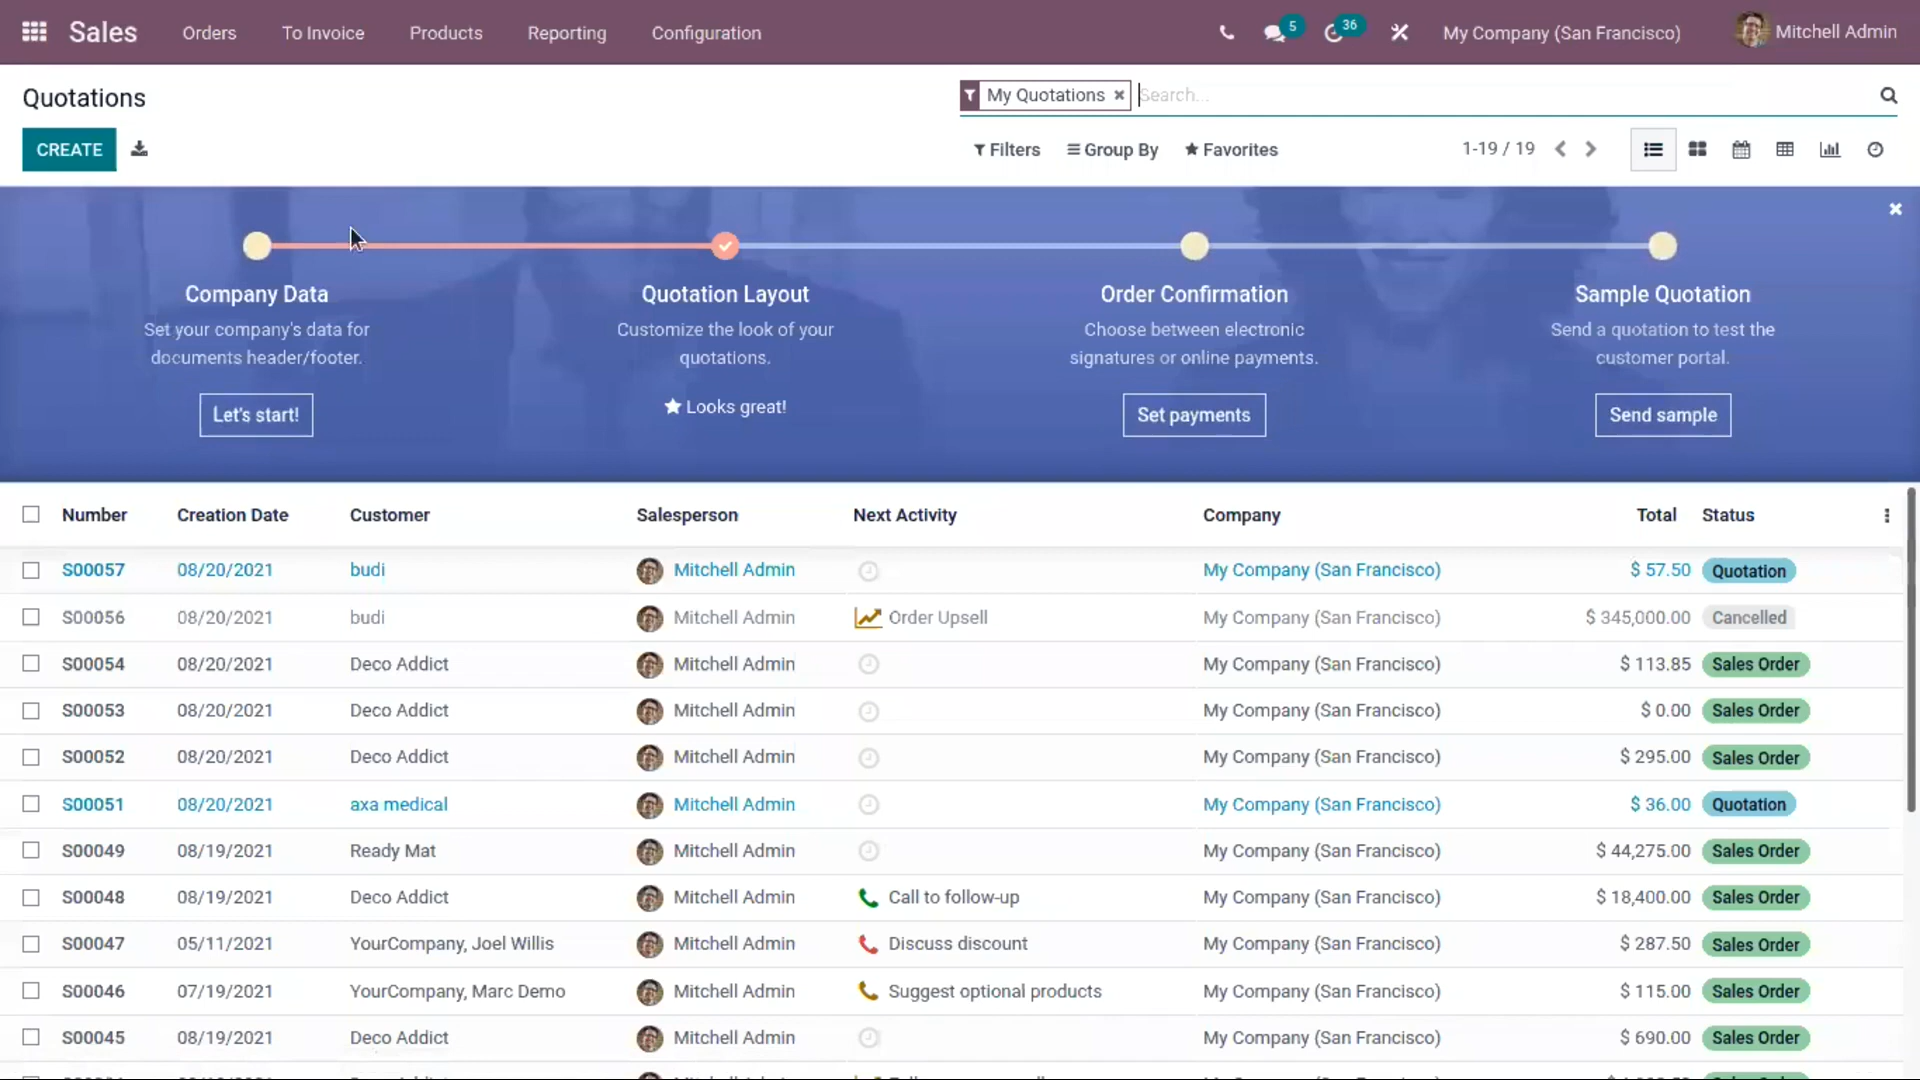 Sales Orders To Invoice Products Reporting Configuration 5 36 My Company (San Francisco) Mitchell Admin
Quotations
My Quotations Search...
CREATE
Filters Group By Favorites 1-19 / 19
Company Data Quotation Layout Order Confirmation Sample Quotation
Set your company's data for Customize the look of your Choose between electronic Send a quotation to test the
documents header/footer. quotations. signatures or online payments. customer portal.
Let's start! Looks great! Set payments Send sample
Number Creation Date Customer Salesperson Next Activity Company Total Status
S00057 08/20/2021 budi Mitchell Admin My Company (San Francisco) $ 57.50 Quotation
S00056 08/20/2021 budi Mitchell Admin Order Upsell My Company (San Francisco) $ 345,000.00 Cancelled
S00054 08/20/2021 Deco Addict Mitchell Admin My Company (San Francisco) $ 113.85 Sales Order
S00053 08/20/2021 Deco Addict Mitchell Admin My Company (San Francisco) $ 0.00 Sales Order
S00052 08/20/2021 Deco Addict Mitchell Admin My Company (San Francisco) $ 295.00 Sales Order
S00051 08/20/2021 axa medical Mitchell Admin My Company (San Francisco) $ 36.00 Quotation
S00049 08/19/2021 Ready Mat Mitchell Admin My Company (San Francisco) $ 44,275.00 Sales Order
S00048 08/19/2021 Deco Addict Mitchell Admin Call to follow-up My Company (San Francisco) $ 18,400.00 Sales Order
S00047 05/11/2021 YourCompany, Joel Willis Mitchell Admin Discuss discount My Company (San Francisco) $ 287.50 Sales Order
S00046 07/19/2021 YourCompany, Marc Demo Mitchell Admin Suggest optional products My Company (San Francisco) $ 115.00 Sales Order
S00045 08/19/2021 Deco Addict Mitchell Admin My Company (San Francisco) $ 690.00 Sales Order